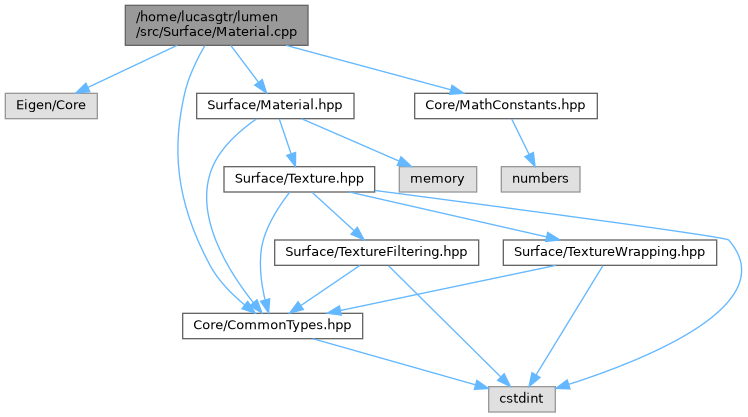 /home/lucasgtr/lumen
/src/Surface/Material.cpp
Eigen/Core
Surface/Material.hpp
Core/MathConstants.hpp
Surface/Texture.hpp
memory
numbers
Surface/TextureFiltering.hpp
Surface/TextureWrapping.hpp
Core/CommonTypes.hpp
cstdint